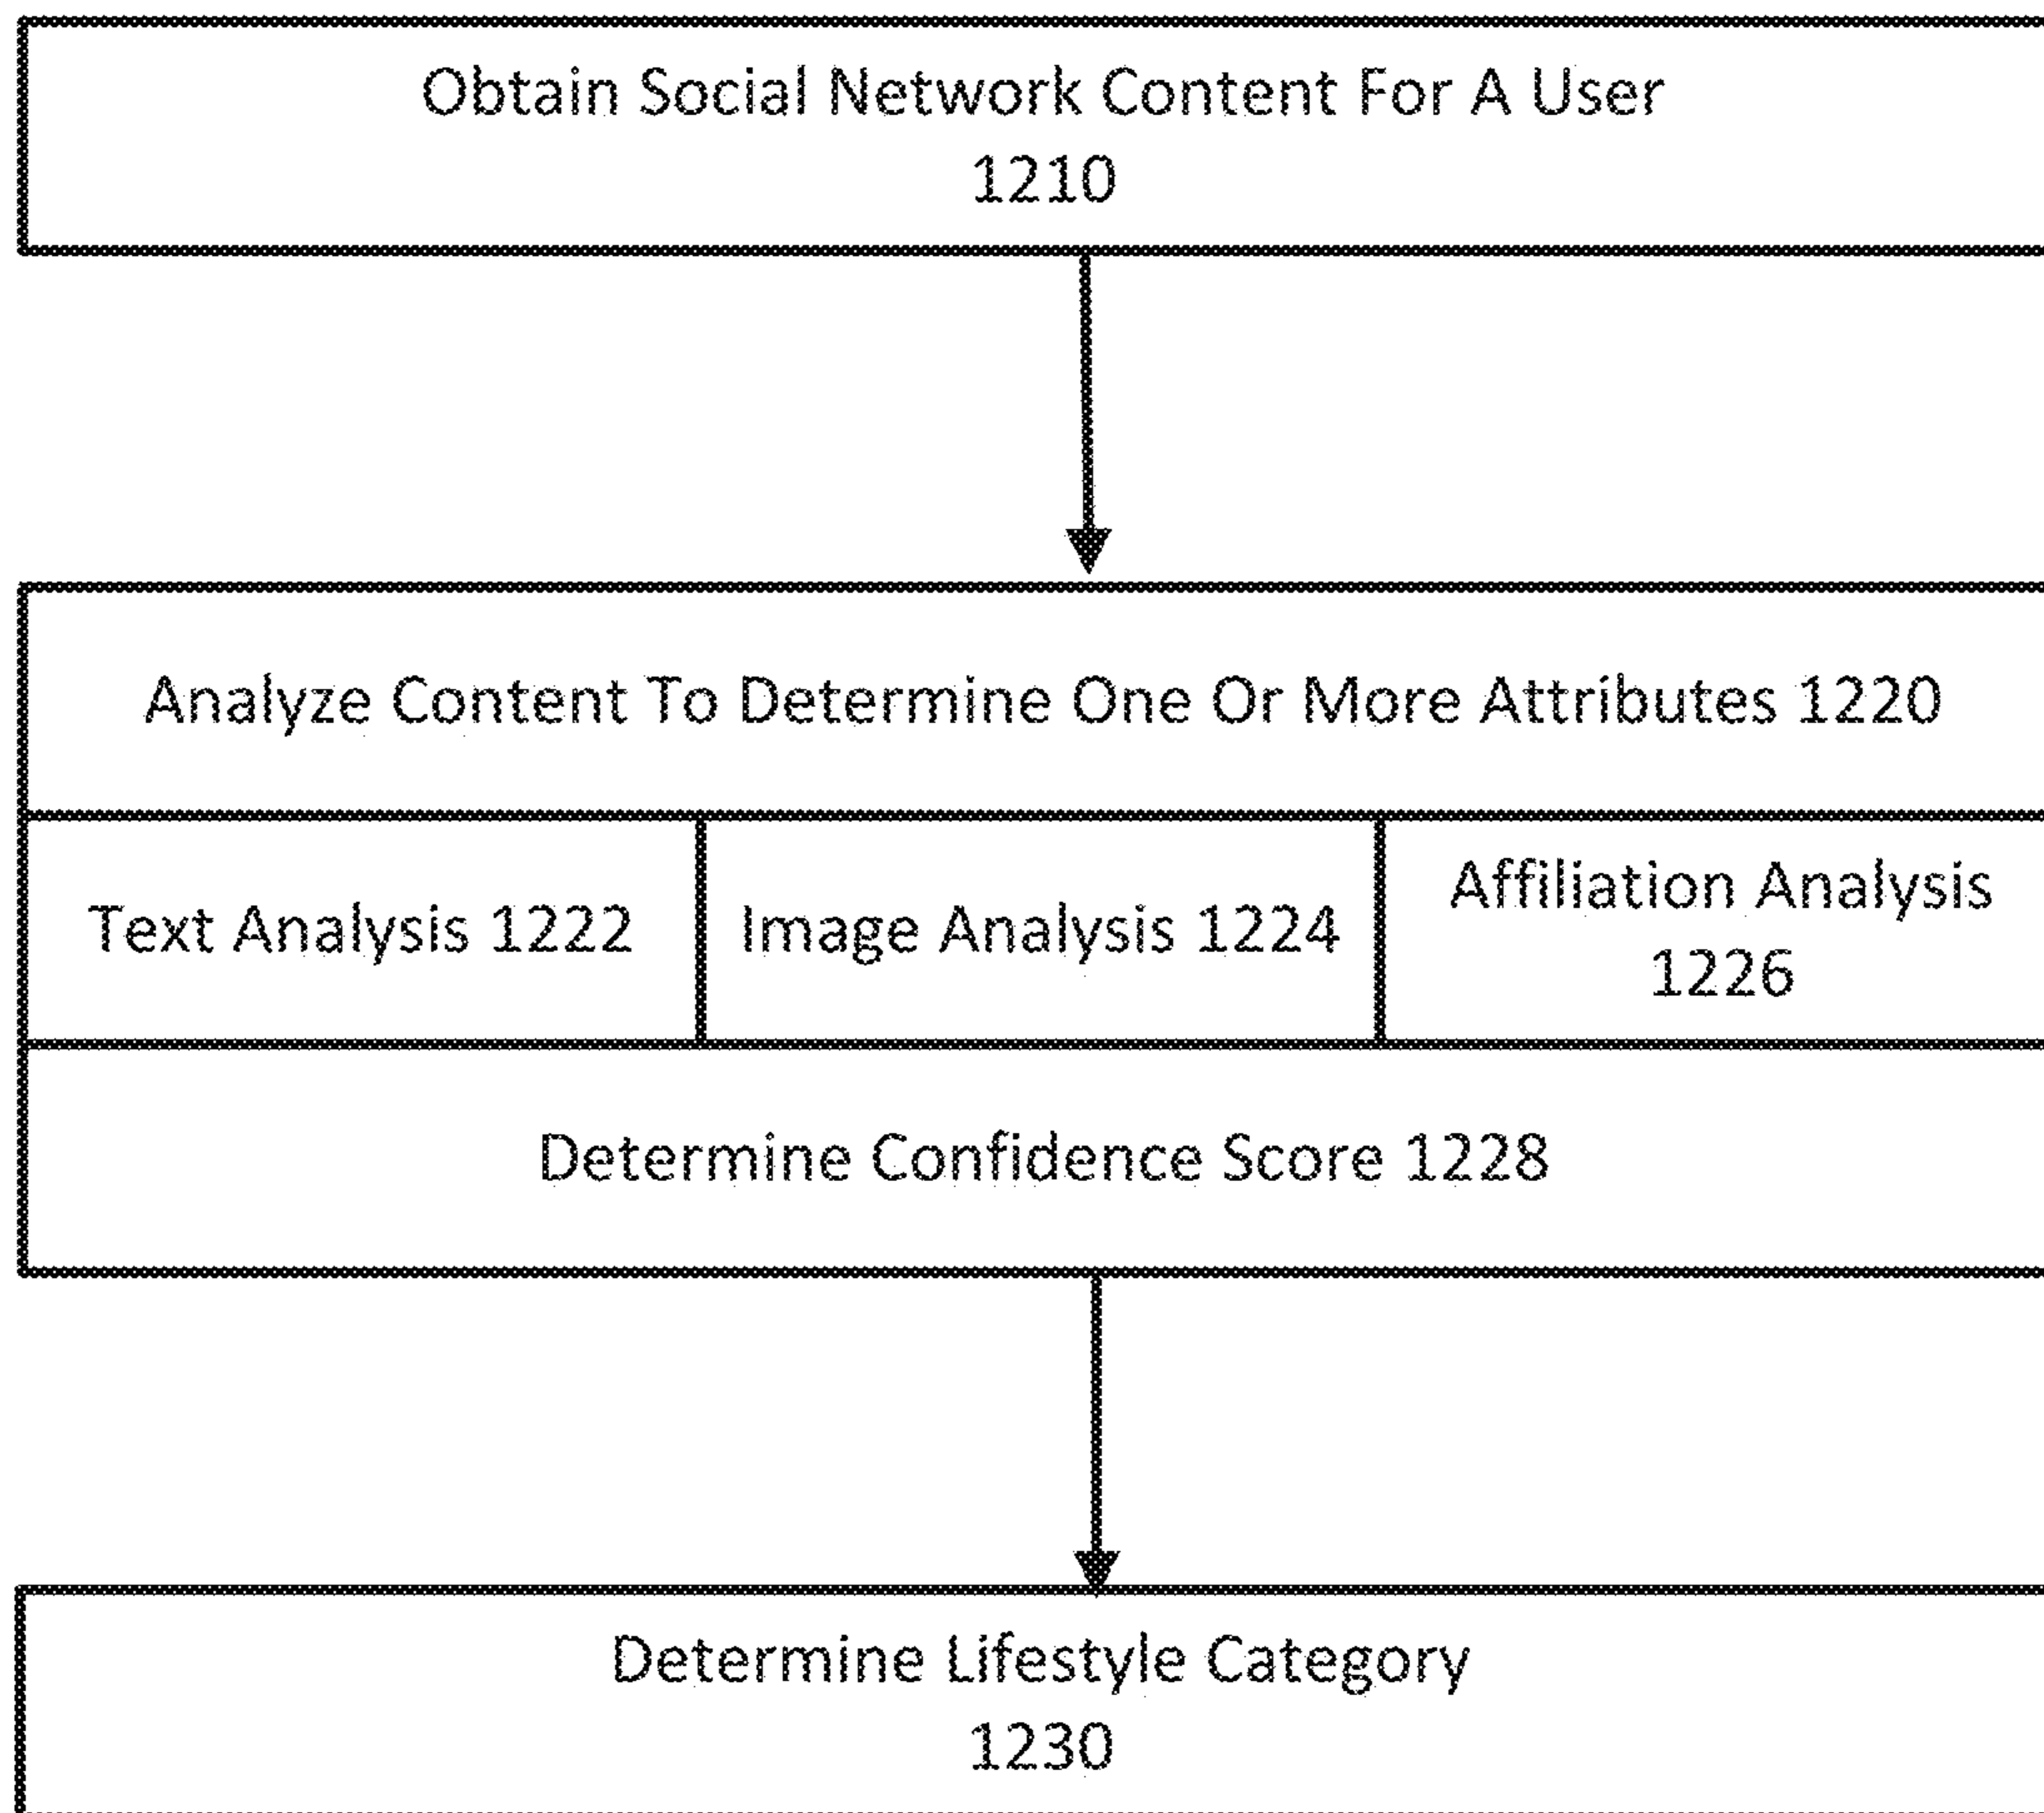 Obtain Social Network Content For A User
1210
Analyze Content To Determine One Or More Attributes 1220
Text Analysis 1222
Image Analysis 1224
Affiliation Analysis
1226
Determine Confidence Score 1228
Determine Lifestyle Category
1230